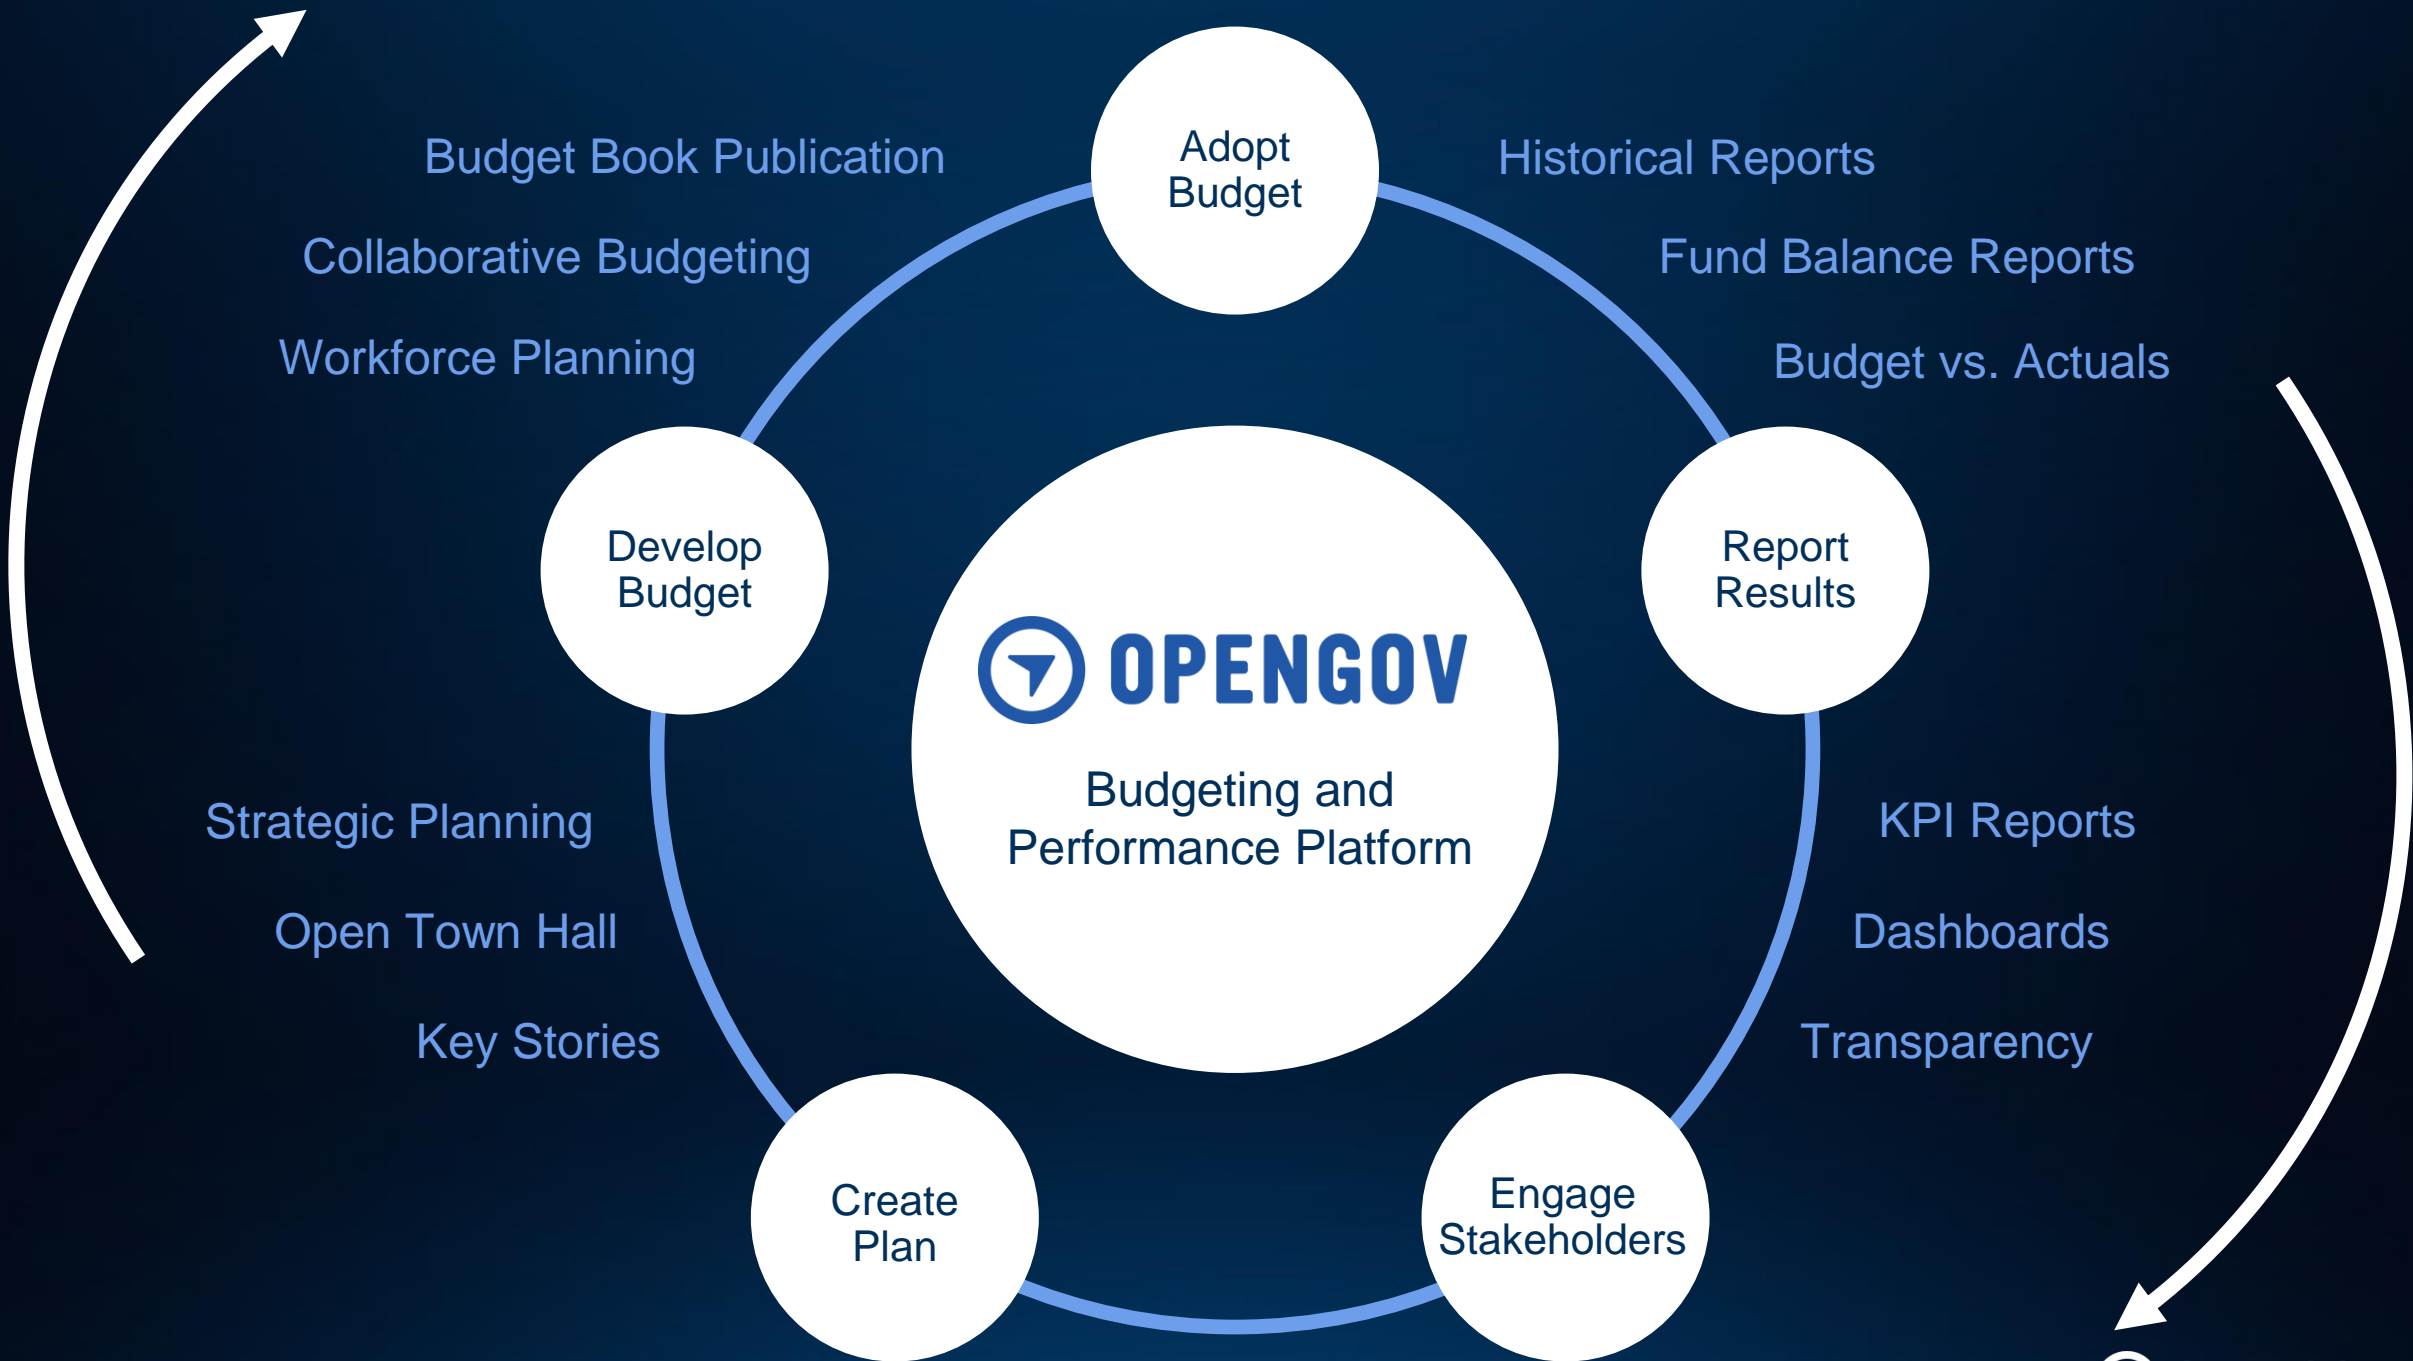 Adopt
Budget
Budget Book Publication
Historical Reports
Collaborative Budgeting
Fund Balance Reports
Workforce Planning
Budget vs. Actuals
Develop
Budget
Report
Results
OPENGOV
Budgeting and
Performance Platform
Strategic Planning
KPI Reports
Open Town Hall
Dashboards
Key Stories
Transparency
Create
Plan
Engage
Stakeholders